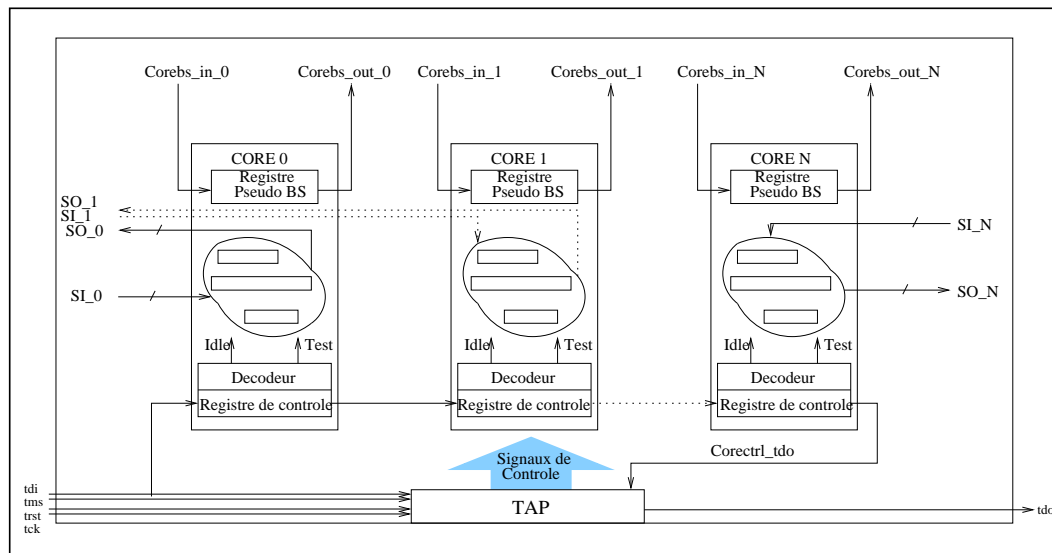 Corebs_in_0
Corebs_out_0
Corebs_in_1
Corebs_out_1
Corebs_in_N
Corebs_out_N
CORE 0
Registre
Pseudo BS
CORE 1
Registre
Pseudo BS
CORE N
Registre
Pseudo BS
SO_1
SI_1
SO_0
SI_0
SI_N
SO_N
Idle
Test
Idle
Test
Idle
Test
Decodeur
Registre de controle
Decodeur
Registre de controle
Decodeur
Registre de controle
Signaux de
Controle
Corectrl_tdo
tdi
tms
trst
tck
TAP
tdo